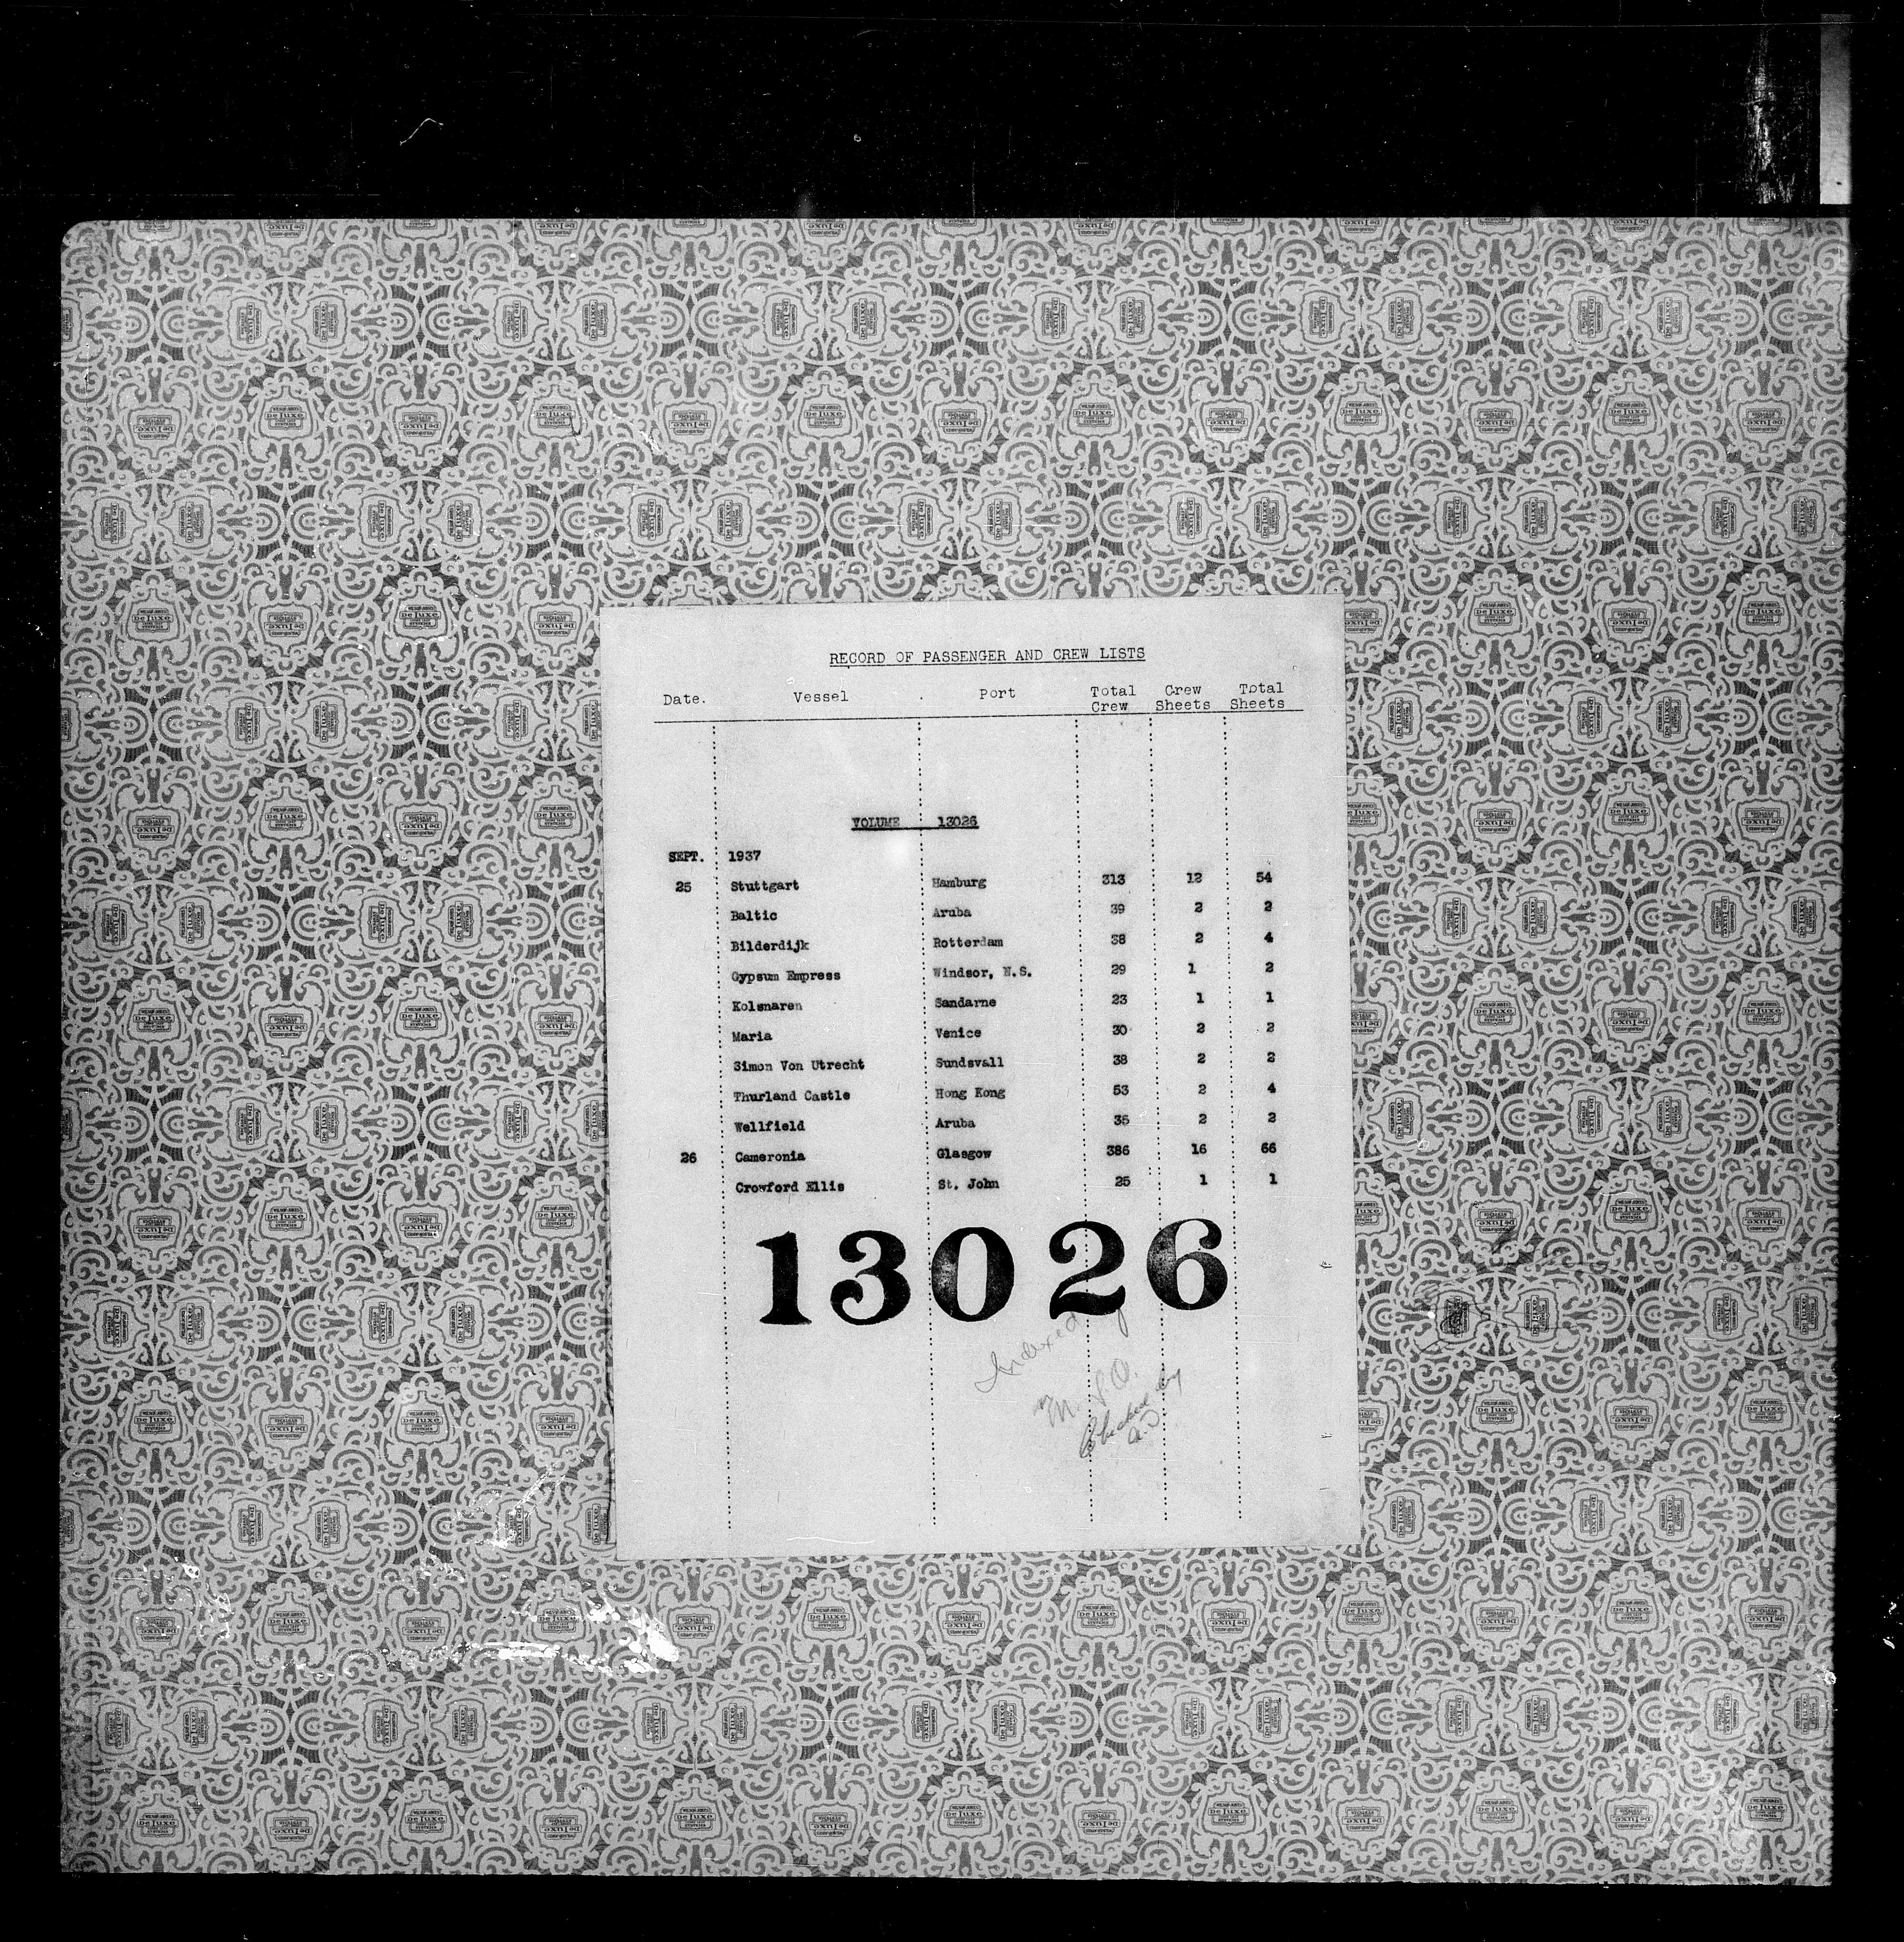 RECORD OF PASSENGER AND CREW LISTS
Date. Vessel Port Total Crew Crew Sheets Total Sheets
VOLUME 13026
SEPT. 1937
25 Stuttgart Hamburg 313 12 54
Baltic Aruba 39 2 2
Bilderdijk Rotterdam 38 2 4
Gypsum Empress Windsor, N.S. 29 1 2
Kolsnaren Sandarne 23 1 1
Maria Venice 30 2 2
Simon Von Utrecht Sundsvall 38 2 2
Thurland Castle Hong Kong 53 2 4
Wellfield Aruba 35 2 2
26 Cameronia Glasgow 386 16 66
Crowford Ellis St. John 25 1 1
13026
Indexed by
Checked by